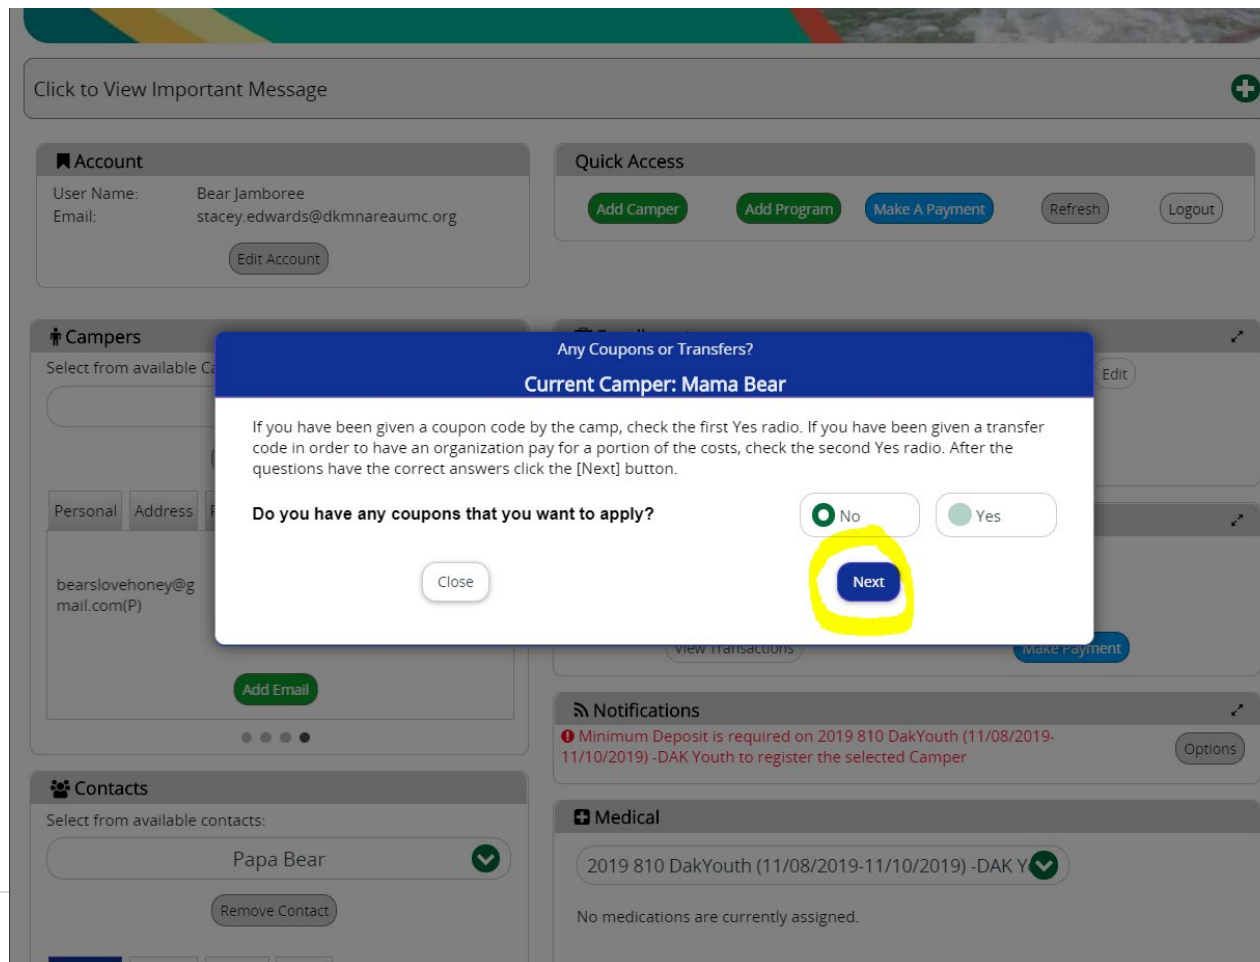 Click to View Important Message
Account
User Name: Bear Jamboree
Email: stacey.edwards@dkmnareaumc.org
Edit Account
Quick Access
Add Camper Add Program Make A Payment Refresh Logout
Campers
Select from available Ca
Edit
Any Coupons or Transfers?
Current Camper: Mama Bear
If you have been given a coupon code by the camp, check the first Yes radio. If you have been given a transfer
code in order to have an organization pay for a portion of the costs, check the second Yes radio. After the
questions have the correct answers click the [Next] button.
Do you have any coupons that you want to apply? No Yes
Close Next
Personal Address
bearslovehoney@g
mail.com(P)
Add Email
View Transactions Make Payment
Notifications
Minimum Deposit is required on 2019 810 DakYouth (11/08/2019-
11/10/2019) -DAK Youth to register the selected Camper
Options
Contacts
Select from available contacts:
Papa Bear
Remove Contact
Medical
2019 810 DakYouth (11/08/2019-11/10/2019) -DAK Y
No medications are currently assigned.